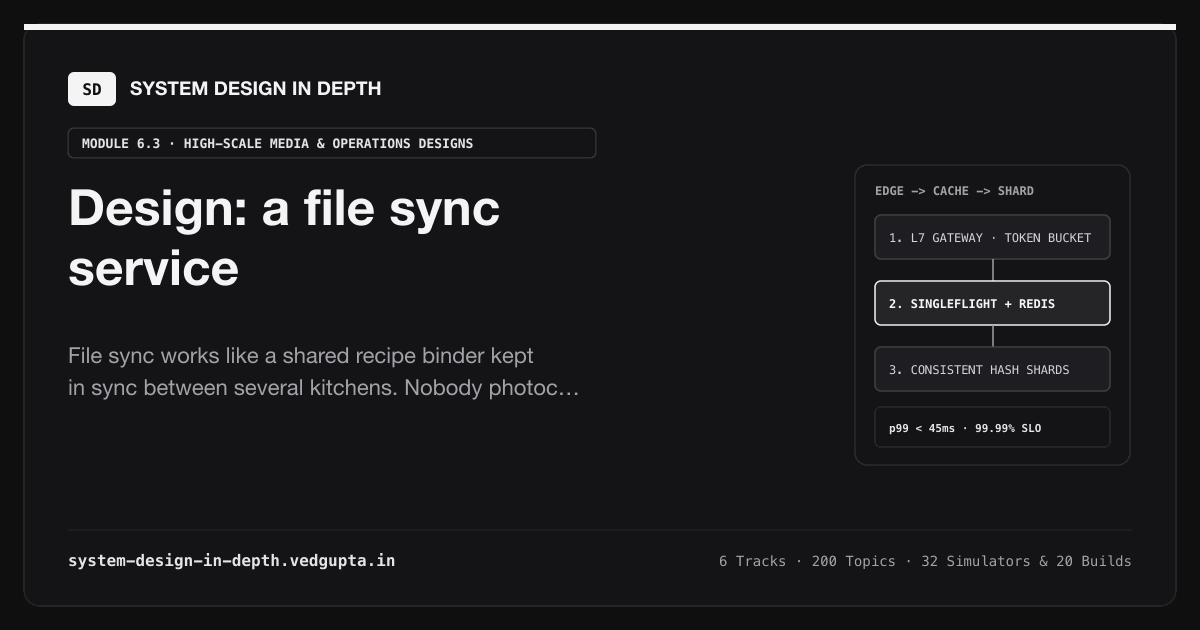 SD SYSTEM DESIGN IN DEPTH
MODULE 6.3 · HIGH-SCALE MEDIA & OPERATIONS DESIGNS
Design: a file sync
service
File sync works like a shared recipe binder kept
in sync between several kitchens. Nobody photoc…
EDGE -> CACHE -> SHARD
1. L7 GATEWAY · TOKEN BUCKET
2. SINGLEFLIGHT + REDIS
3. CONSISTENT HASH SHARDS
p99 < 45ms · 99.99% SLO
system-design-in-depth.vedgupta.in
6 Tracks · 200 Topics · 32 Simulators & 20 Builds